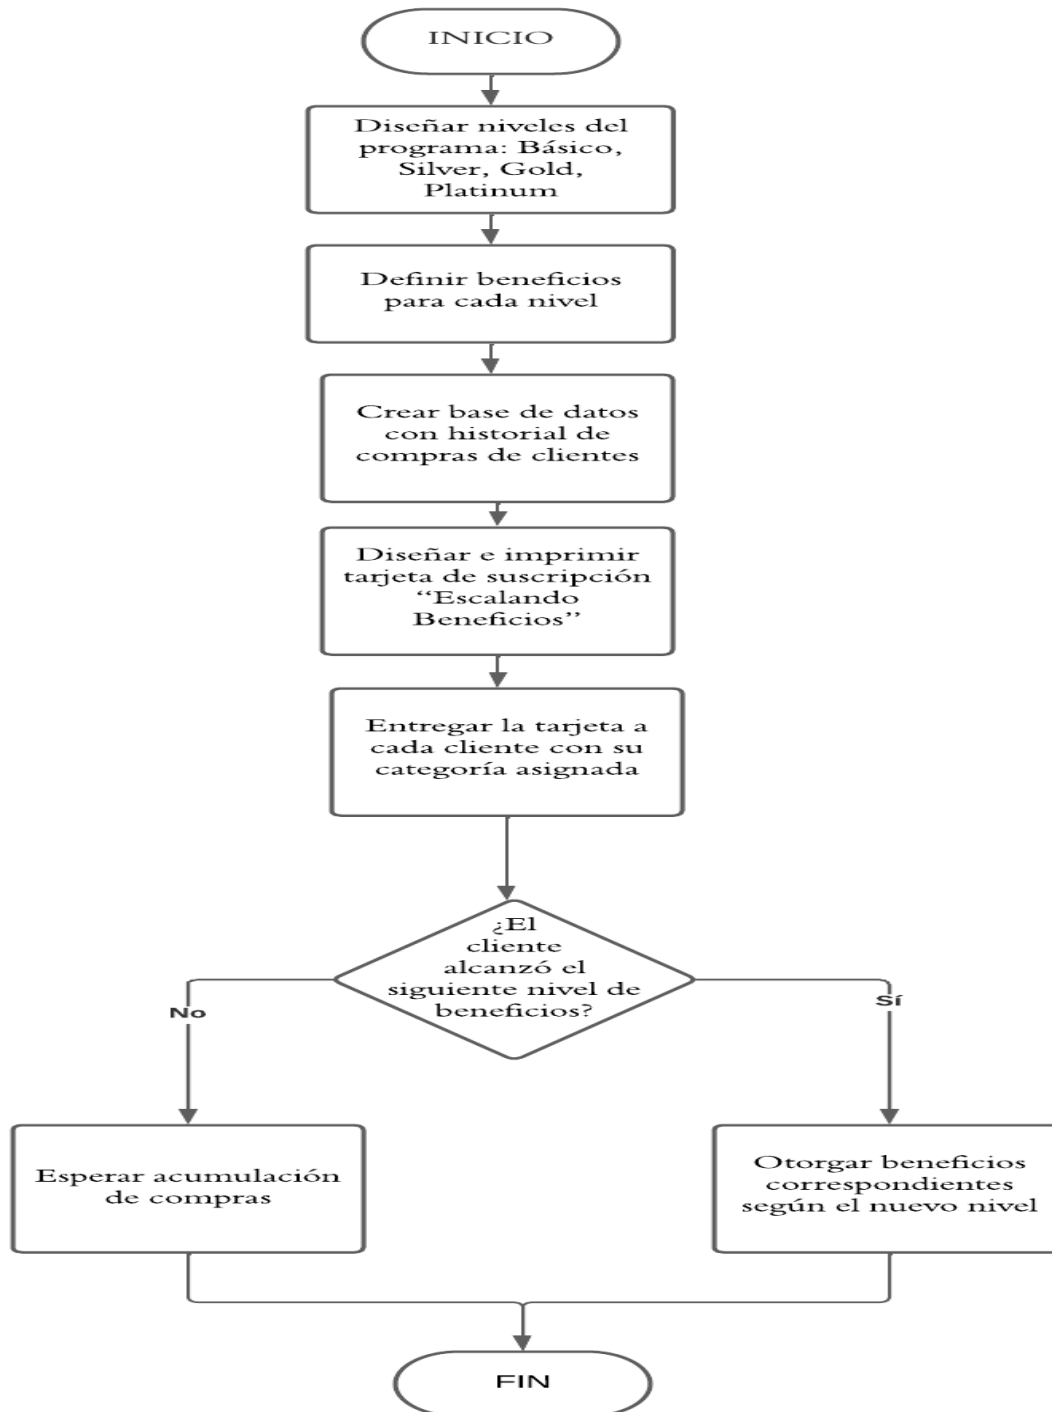 INICIO
Diseñar niveles del
programa: Básico,
Silver, Gold,
Platinum
Definir beneficios
para cada nivel
Crear base de datos
con historial de
compras de clientes
Diseñar e imprimir
tarjeta de suscripción
“Escalando
Beneficios”
Entregar la tarjeta a
cada cliente con su
categoría asignada
¿El
cliente
alcanzó el
siguiente nivel de
beneficios?
No
Sí
Esperar acumulación
de compras
Otorgar beneficios
correspondientes
según el nuevo nivel
FIN